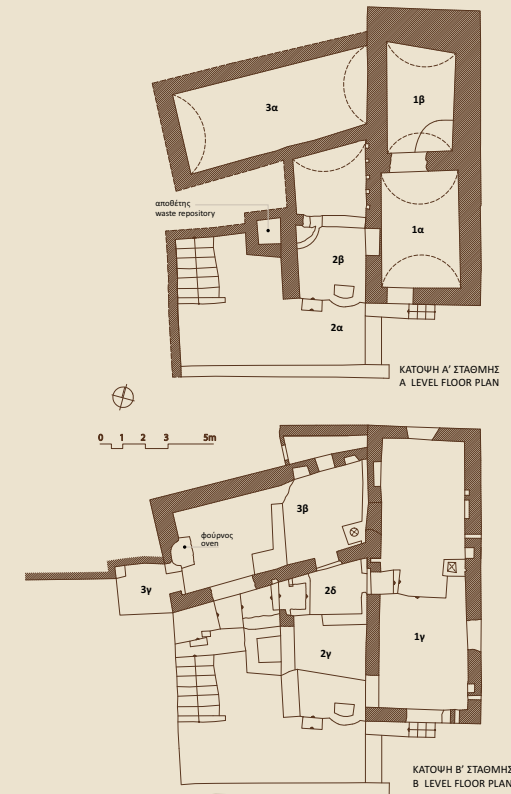 3α
1β
αποθέτης
waste repository
1α
2β
2α
ΚΑΤΟΨΗ Α’ ΣΤΑΘΜΗΣ
A LEVEL FLOOR PLAN
0 1 2 3 5m
3β
φούρνος
oven
3γ
2δ
1γ
2γ
ΚΑΤΟΨΗ Β’ ΣΤΑΘΜΗΣ
B LEVEL FLOOR PLAN